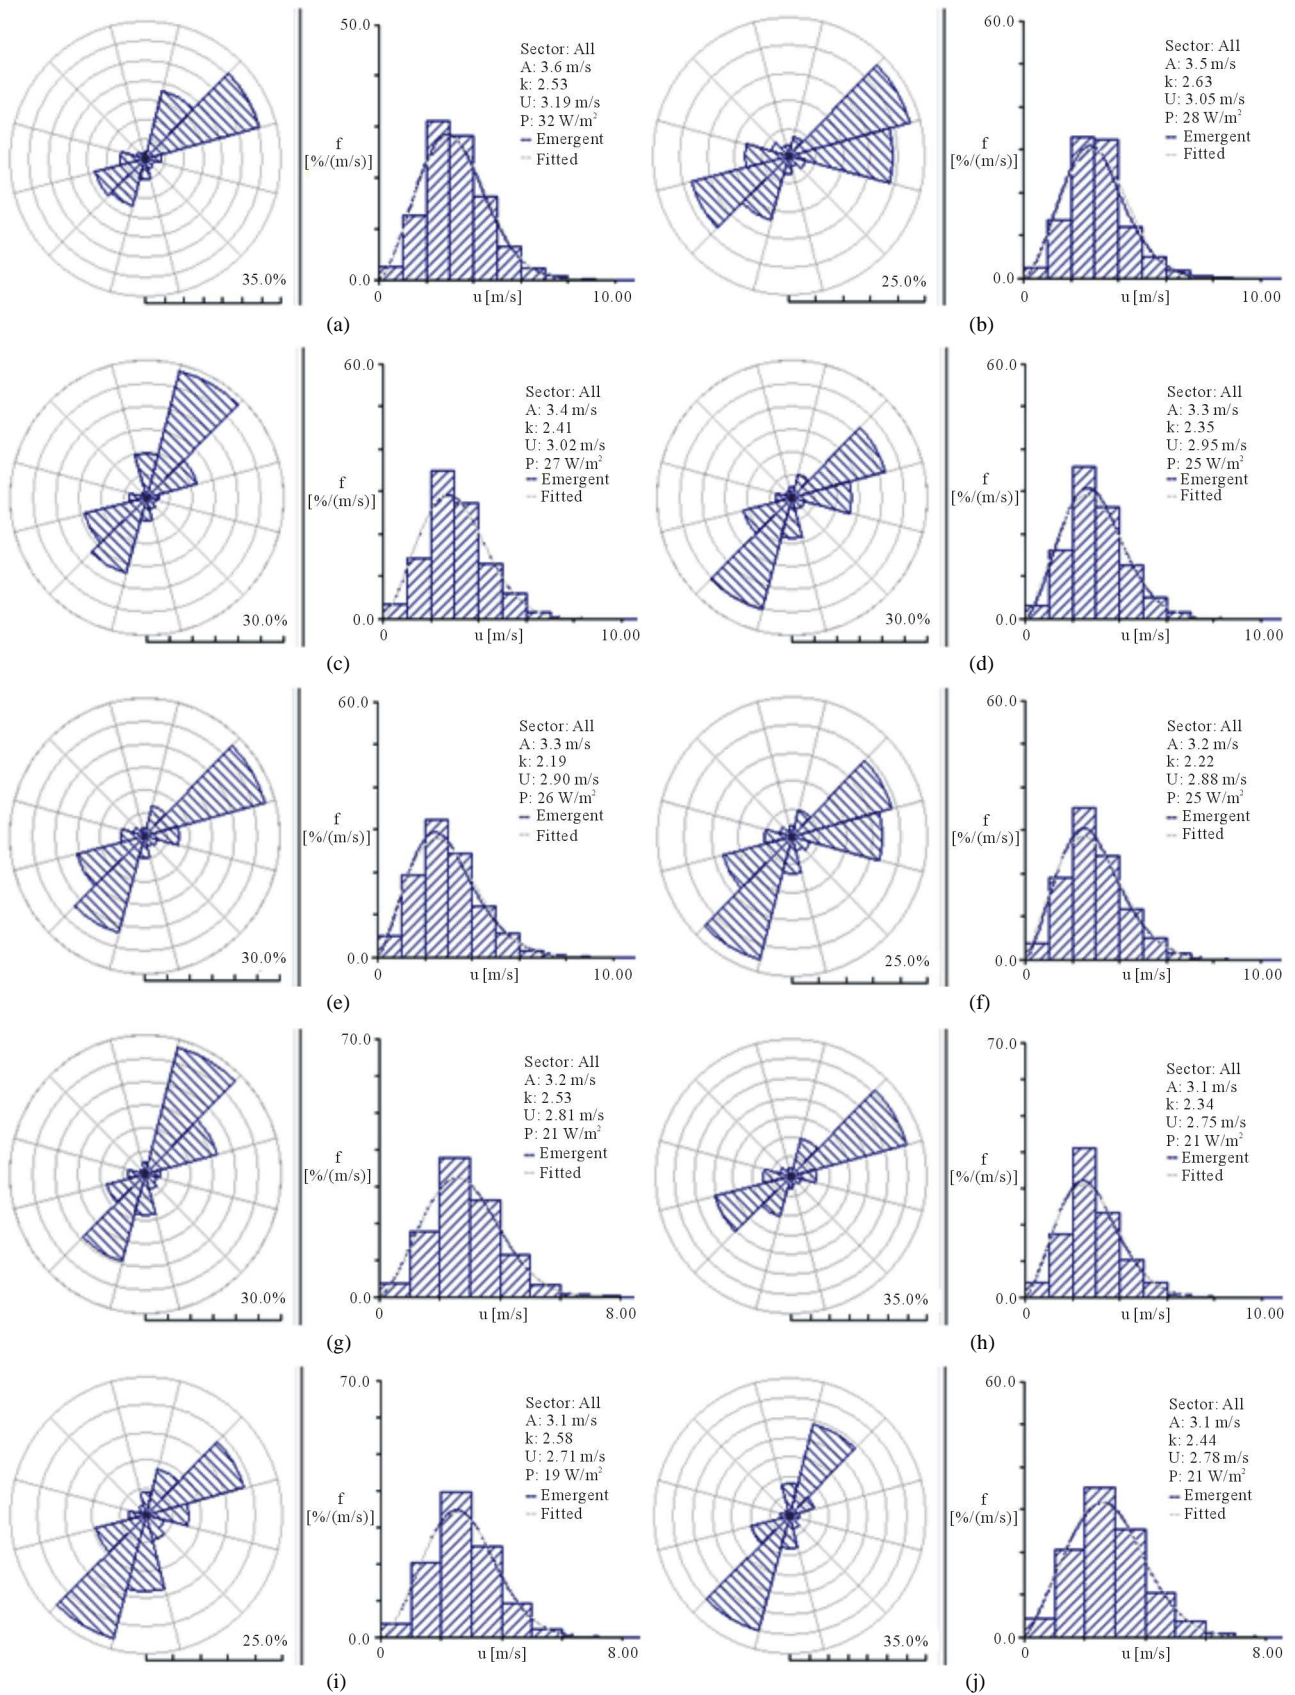 50.0
Sector: All
A: 3.6 m/s
k: 2.53
U: 3.19 m/s
P: 32 W/m²
Emergent
Fitted
f
[%/(m/s)]
35.0%
0.0
0
u [m/s]
10.00
(a)
60.0
Sector: All
A: 3.5 m/s
k: 2.63
U: 3.05 m/s
P: 28 W/m²
Emergent
Fitted
f
[%/(m/s)]
25.0%
0.0
0
u [m/s]
10.00
(b)
60.0
Sector: All
A: 3.4 m/s
k: 2.41
U: 3.02 m/s
P: 27 W/m²
Emergent
Fitted
f
[%/(m/s)]
30.0%
0.0
0
u [m/s]
10.00
(c)
60.0
Sector: All
A: 3.3 m/s
k: 2.35
U: 2.95 m/s
P: 25 W/m²
Emergent
Fitted
f
[%/(m/s)]
30.0%
0.0
0
u [m/s]
10.00
(d)
60.0
Sector: All
A: 3.3 m/s
k: 2.19
U: 2.90 m/s
P: 26 W/m²
Emergent
Fitted
f
[%/(m/s)]
30.0%
0.0
0
u [m/s]
10.00
(e)
60.0
Sector: All
A: 3.2 m/s
k: 2.22
U: 2.88 m/s
P: 25 W/m²
Emergent
Fitted
f
[%/(m/s)]
25.0%
0.0
0
u [m/s]
10.00
(f)
70.0
Sector: All
A: 3.2 m/s
k: 2.53
U: 2.81 m/s
P: 21 W/m²
Emergent
Fitted
f
[%/(m/s)]
30.0%
0.0
0
u [m/s]
8.00
(g)
70.0
Sector: All
A: 3.1 m/s
k: 2.34
U: 2.75 m/s
P: 21 W/m²
Emergent
Fitted
f
[%/(m/s)]
35.0%
0.0
0
u [m/s]
10.00
(h)
70.0
Sector: All
A: 3.1 m/s
k: 2.58
U: 2.71 m/s
P: 19 W/m²
Emergent
Fitted
f
[%/(m/s)]
25.0%
0.0
0
u [m/s]
8.00
(i)
60.0
Sector: All
A: 3.1 m/s
k: 2.44
U: 2.78 m/s
P: 21 W/m²
Emergent
Fitted
f
[%/(m/s)]
35.0%
0.0
0
u [m/s]
8.00
(j)